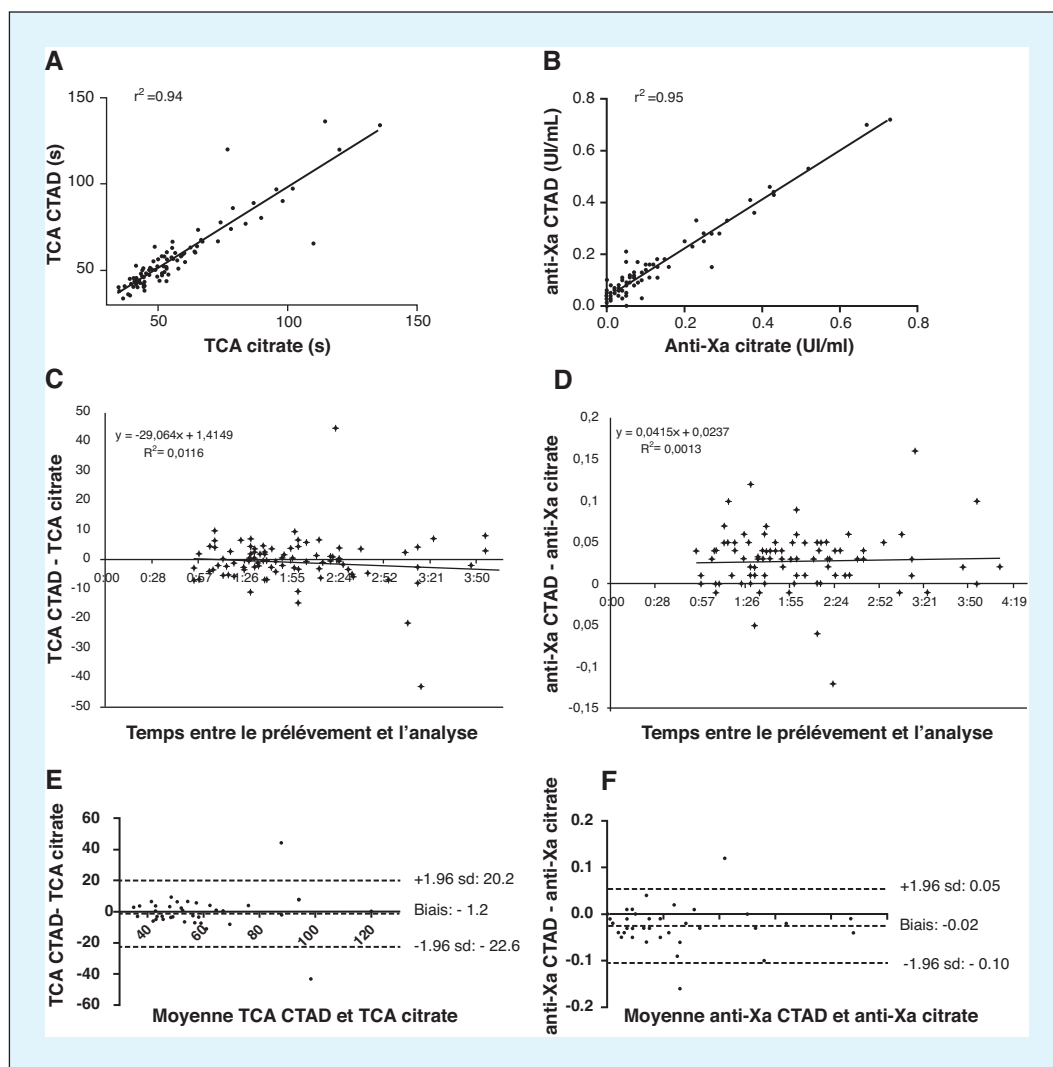 A
r² =0.94
TCA CTAD (s)
150
100
50
50
100
150
TCA citrate (s)
B
r² =0.95
anti-Xa CTAD (UI/mL)
0.8
0.6
0.4
0.2
0.0
0.0
0.2
0.4
0.6
0.8
Anti-Xa citrate (UI/ml)
C
TCA CTAD - TCA citrate
y = -29,064x + 1,4149
R²= 0,0116
50
40
30
20
10
0
-10
-20
-30
-40
-50
0:00
0:28
0:57
1:26
1:55
2:24
2:52
3:21
3:50
Temps entre le prélévement et l'analyse
D
anti-Xa CTAD - anti-Xa citrate
y = 0,0415x + 0,0237
R²= 0,0013
0,2
0,15
0,1
0,05
0
0,05
-0,1
-0,15
0:00
0:28
0:57
1:26
1:55
2:24
2:52
3:21
3:50
4:19
Temps entre le prélévement et l'analyse
E
TCA CTAD- TCA citrate
60
40
20
0
-20
-40
-60
40
60
80
100
120
+1.96 sd: 20.2
Biais: - 1.2
-1.96 sd: - 22.6
Moyenne TCA CTAD et TCA citrate
F
anti-Xa CTAD - anti-Xa citrate
0.2
0.1
0.0
-0.1
-0.2
+1.96 sd: 0.05
Biais: -0.02
-1.96 sd: - 0.10
Moyenne anti-Xa CTAD et anti-Xa citrate